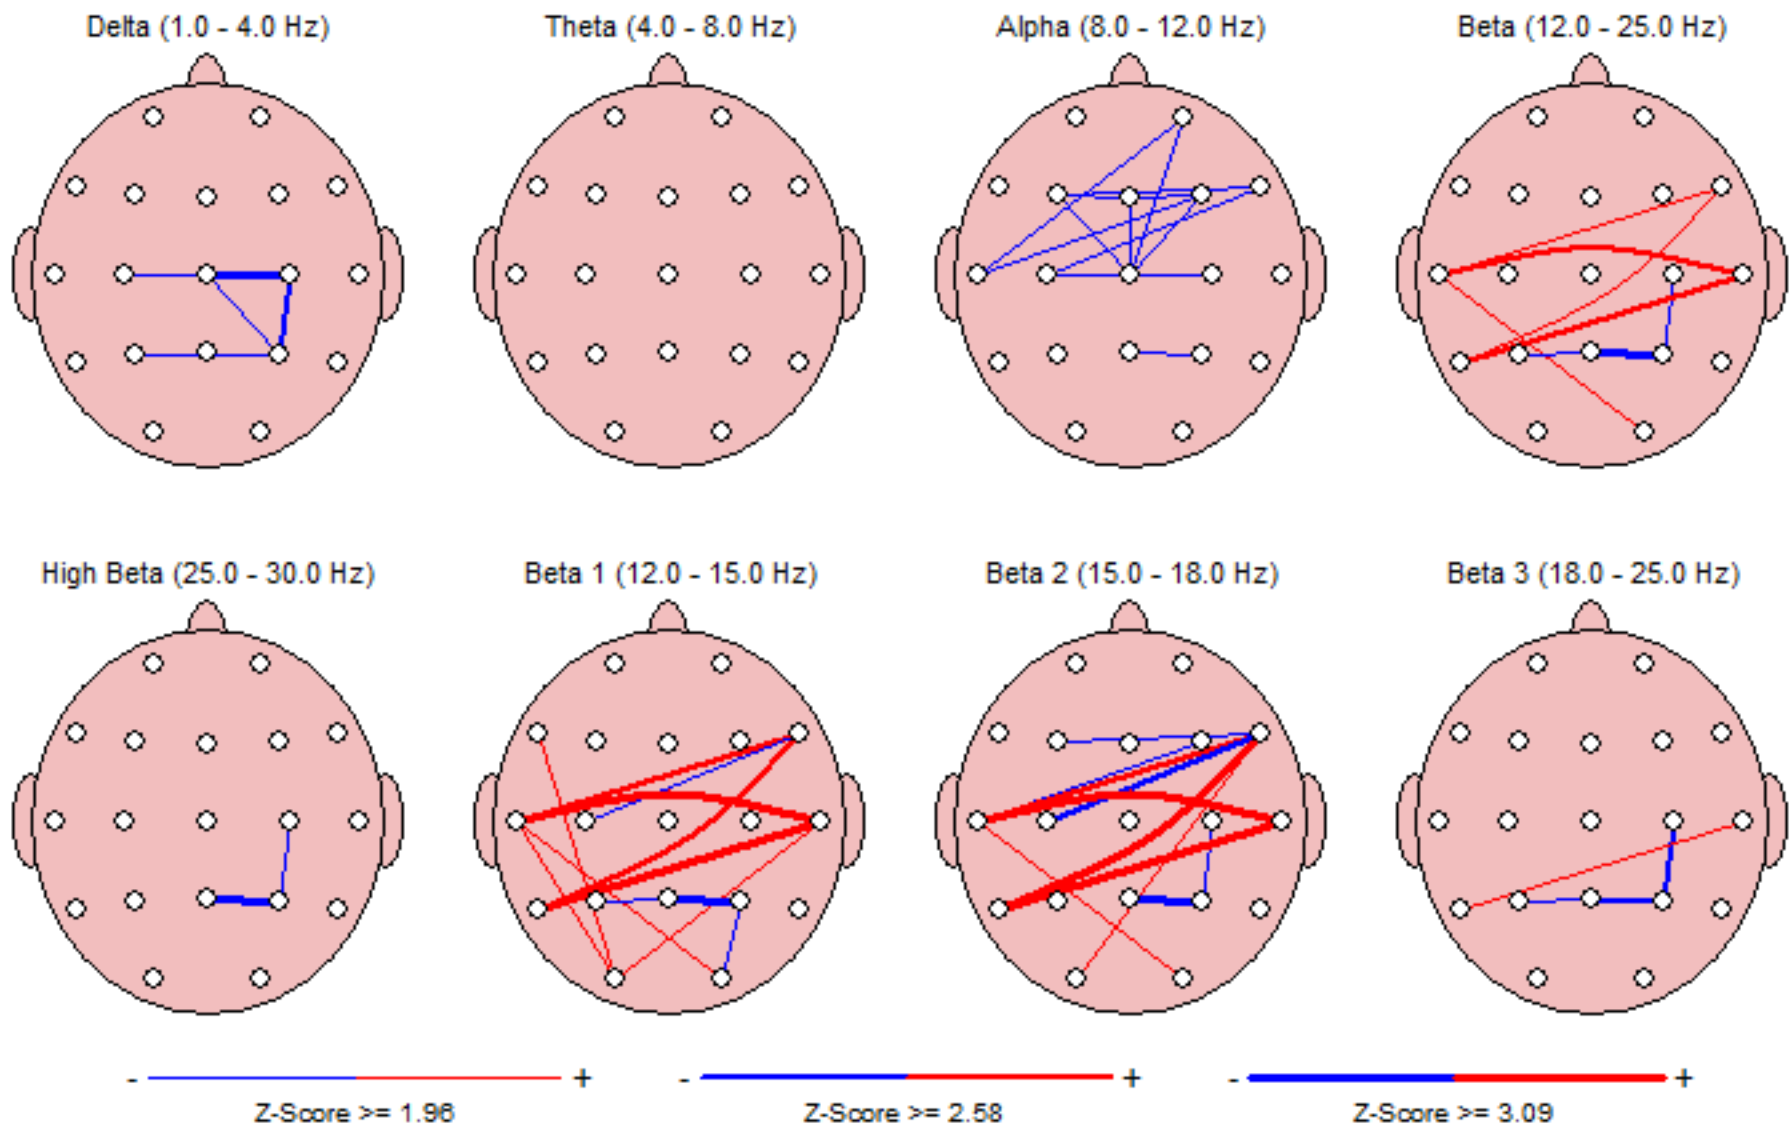 Delta (1.0 - 4.0 Hz)
Theta (4.0 - 8.0 Hz)
Alpha (8.0 - 12.0 Hz)
Beta (12.0 - 25.0 Hz)
High Beta (25.0 - 30.0 Hz)
Beta 1 (12.0 - 15.0 Hz)
Beta 2 (15.0 - 18.0 Hz)
Beta 3 (18.0 - 25.0 Hz)
- +
- +
- +
Z-Score >= 1.96
Z-Score >= 2.58
Z-Score >= 3.09